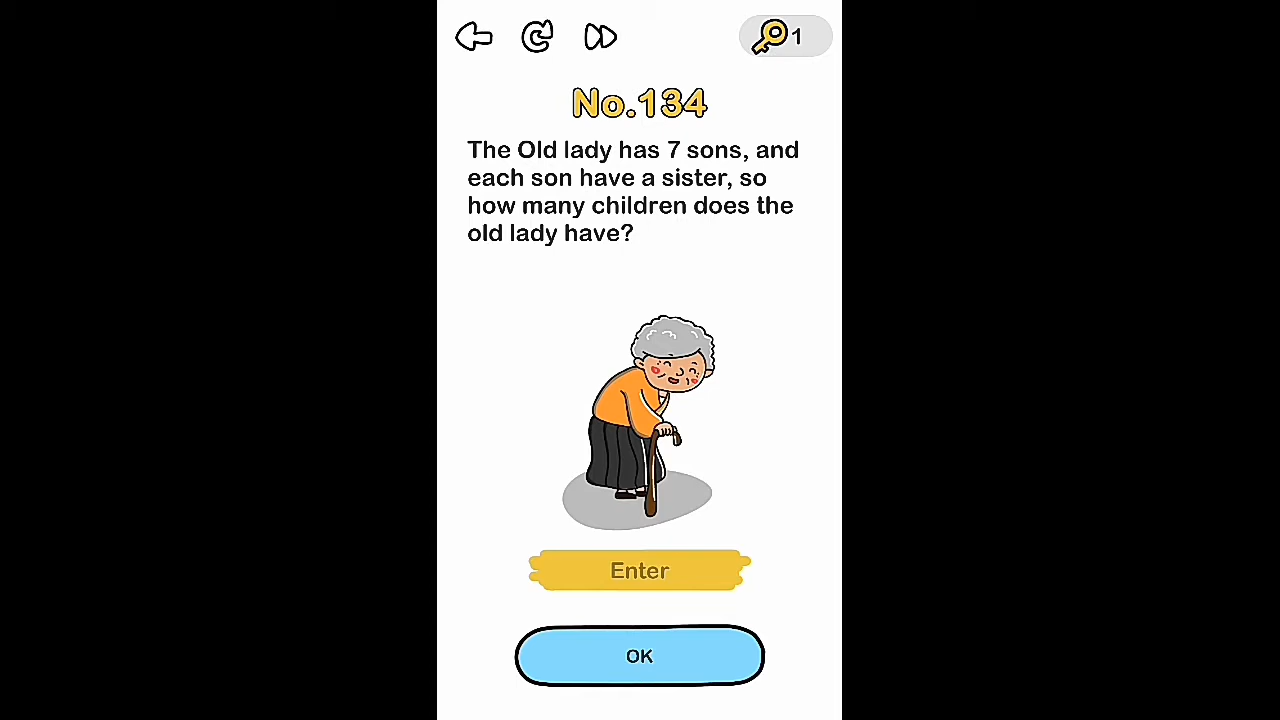 1
No.134
The Old lady has 7 sons, and
each son have a sister, so
how many children does the
old lady have?
Enter
OK